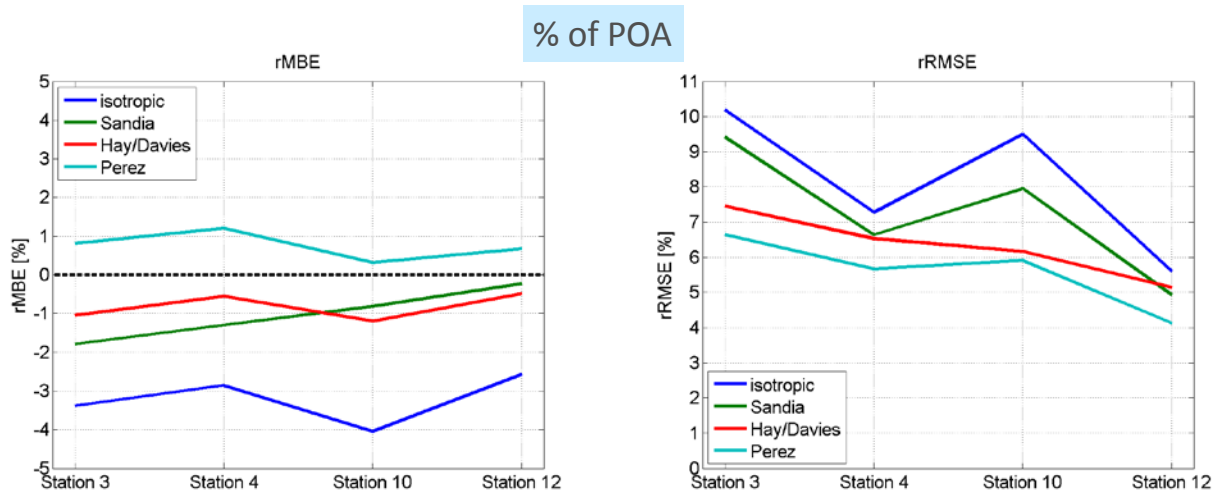 % of POA
rMBE
5
4
3
2
1
0
-1
-2
-3
-4
-5
rMBE [%]
isotropic
Sandia
Hay/Davies
Perez
Station 3 Station 4 Station 10 Station 12
rRMSE
11
10
9
8
7
6
5
4
3
2
1
0
rRMSE [%]
isotropic
Sandia
Hay/Davies
Perez
Station 3 Station 4 Station 10 Station 12